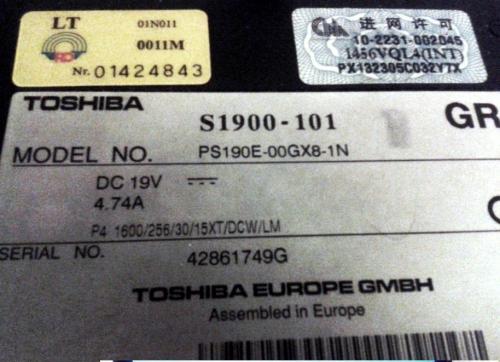 LT
01N011
0011M
RD
Nr. 01424843
进网许可
10-2231-002045
1456VQL4(INT)
PX132305C032YTX
TOSHIBA
S1900-101
GR
MODEL NO.
PS190E-00GX8-1N
DC 19V
4.74A
P4 1600/256/30/15XT/DCW/LM
SERIAL NO.
42861749G
TOSHIBA EUROPE GMBH
Assembled in Europe